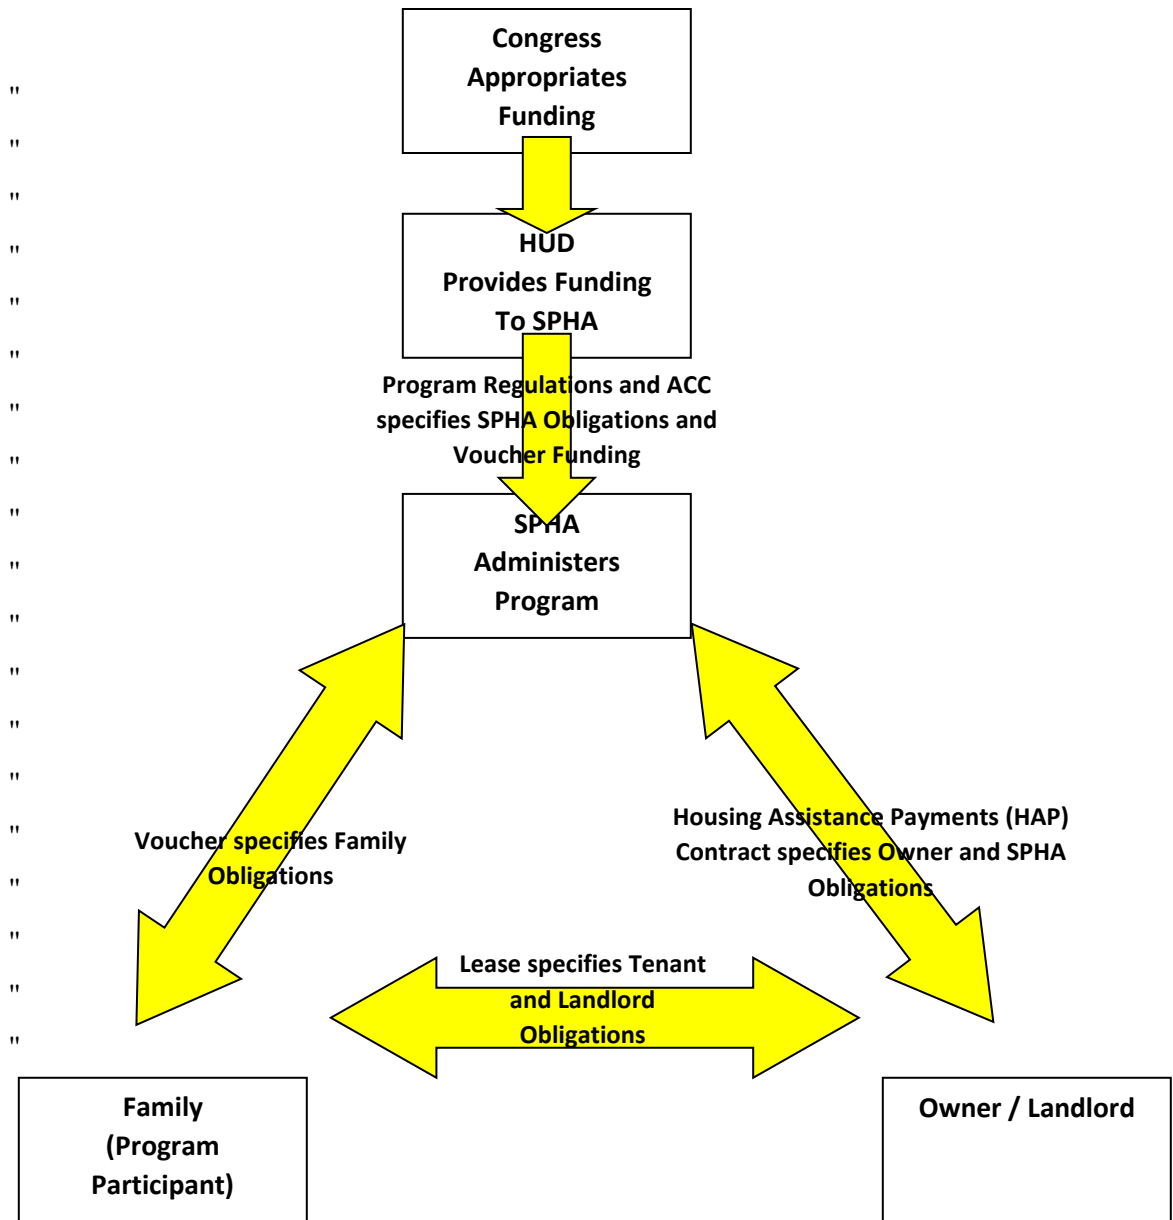 Congress
Appropriates
Funding
"
"
"
HUD
Provides Funding
To SPHA
"
"
"
Program Regulations and ACC
specifies SPHA Obligations and
Voucher Funding
"
"
SPHA
Administers
Program
"
"
"
"
"
"
"
Voucher specifies Family
Obligations
Housing Assistance Payments (HAP)
Contract specifies Owner and SPHA
Obligations
"
"
"
"
Lease specifies Tenant
and Landlord
Obligations
Family
(Program
Participant)
Owner / Landlord